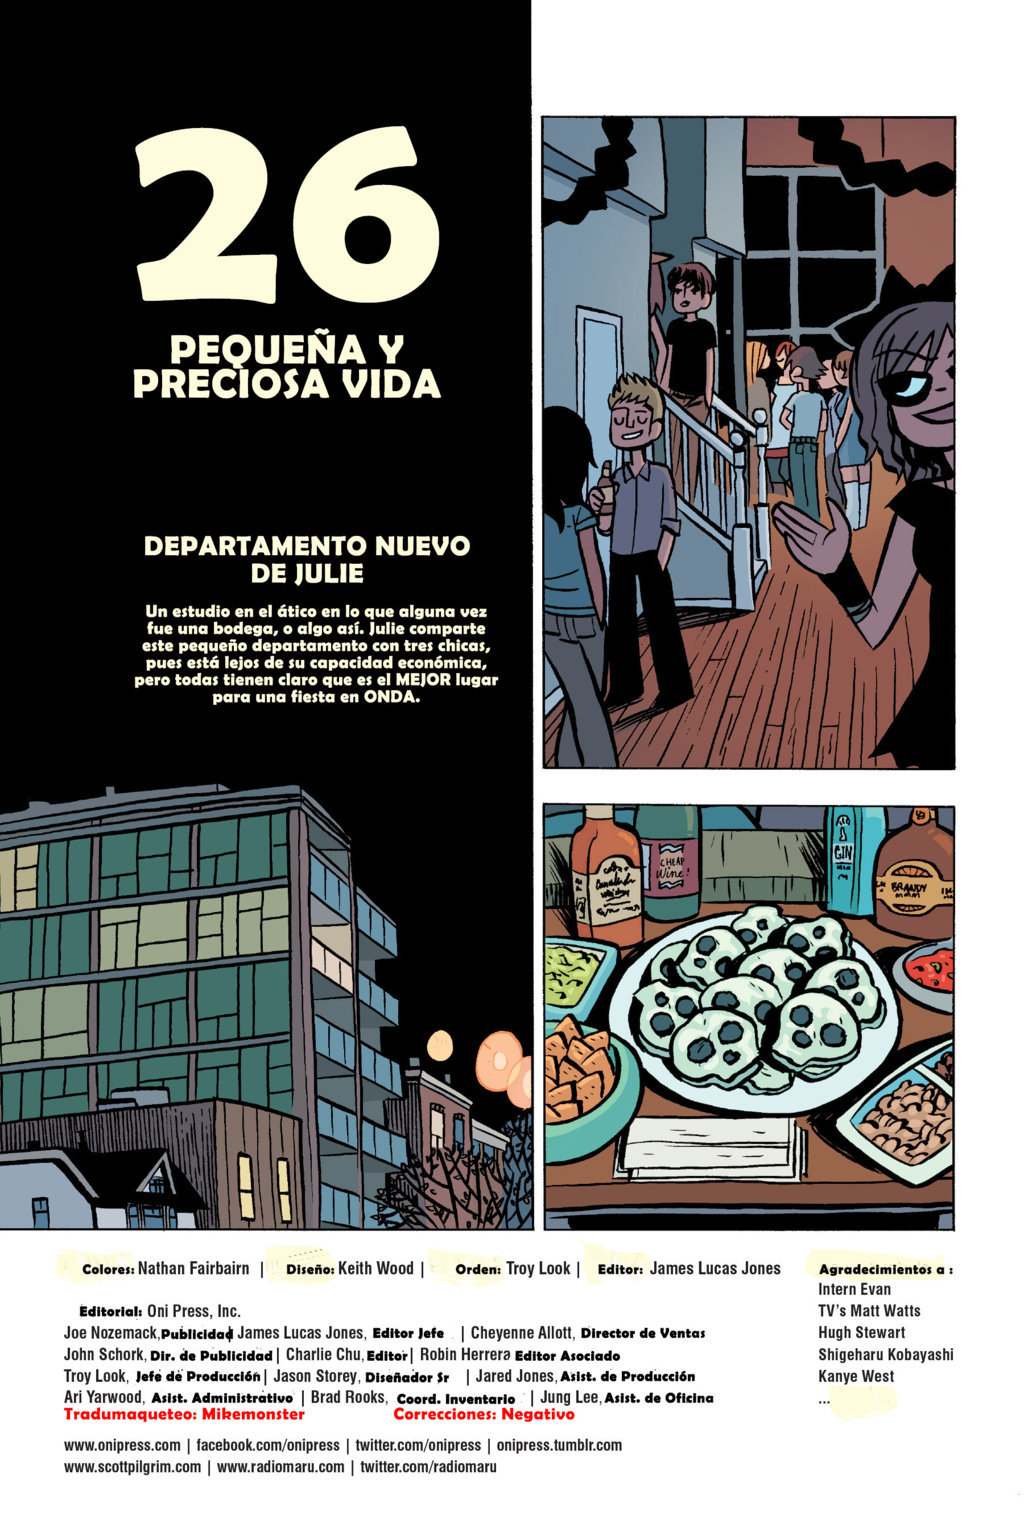 26
PEQUEÑA Y
PRECIOSA VIDA
DEPARTAMENTO NUEVO
DE JULIE
Un estudio en el ático en lo que alguna vez
fue una bodega, o algo así. Julie comparte
este pequeño departamento con tres chicas,
pues está lejos de su capacidad económica,
pero todas tienen claro que es el MEJOR lugar
para una fiesta en ONDA.
CHEAP
Wine!
GIN
BRANDY
Colores: Nathan Fairbairn | Diseño: Keith Wood | Orden: Troy Look | Editor: James Lucas Jones
Editorial: Oni Press, Inc.
Joe Nozemack, Publicidad | James Lucas Jones, Editor Jefe | Cheyenne Allott, Director de Ventas
John Schork, Dir. de Publicidad | Charlie Chu, Editor | Robin Herrera Editor Asociado
Troy Look, Jefe de Producción | Jason Storey, Diseñador Sr | Jared Jones, Asist. de Producción
Ari Yarwood, Asist. Administrativo | Brad Rooks, Coord. Inventario | Jung Lee, Asist. de Oficina
Tradumaqueteo: Mikemonster Correcciones: Negativo
www.onipress.com | facebook.com/onipress | twitter.com/onipress | onipress.tumblr.com
www.scottpilgrim.com | www.radiomaru.com | twitter.com/radiomaru
Agradecimientos a :
Intern Evan
TV's Matt Watts
Hugh Stewart
Shigeharu Kobayashi
Kanye West
...